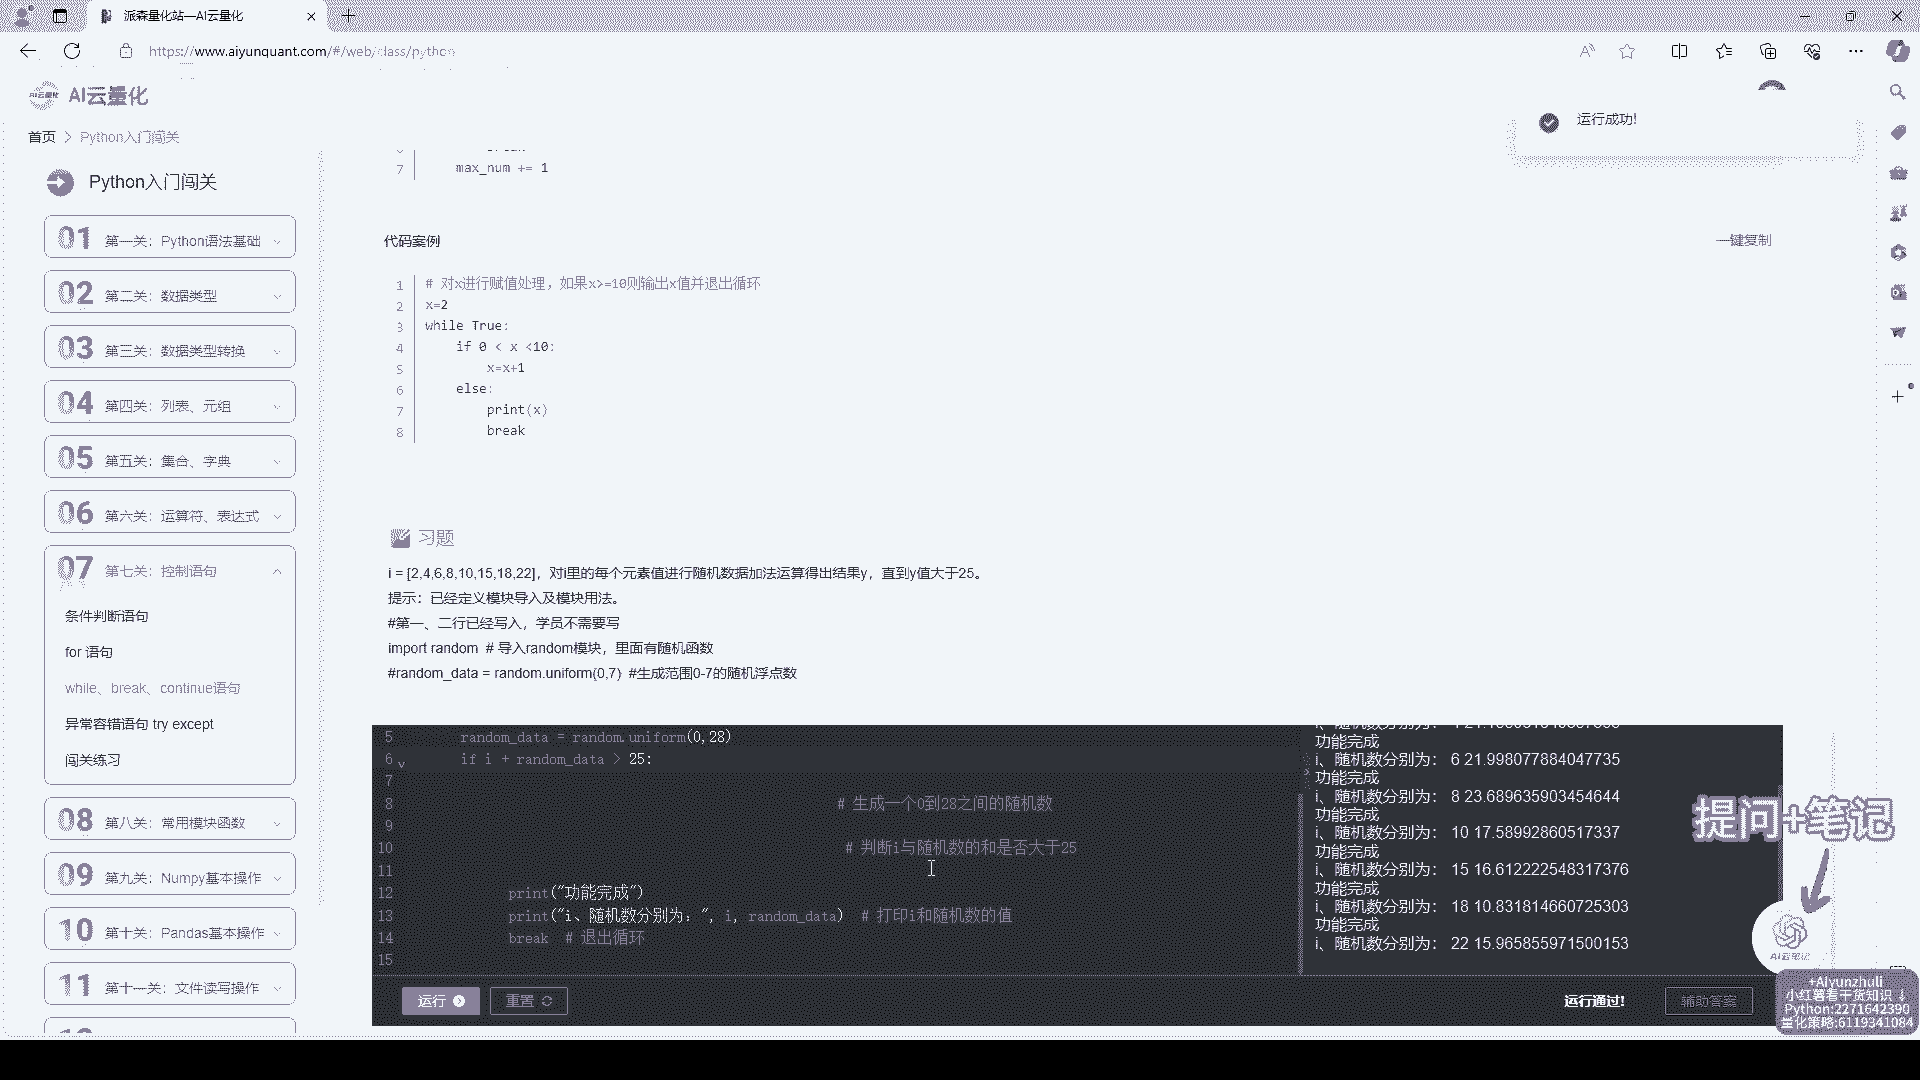 派森量化站—AI云量化
https://www.aiyunquant.com/#/web/class/python
AI云量化
AI云量化
首页 > Python入门闯关
运行成功!
Python入门闯关
01 第一关：Python语法基础
02 第二关：数据类型
03 第三关：数据类型转换
04 第四关：列表、元组
05 第五关：集合、字典
06 第六关：运算符、表达式
07 第七关：控制语句
条件判断语句
for 语句
while、break、continue语句
异常容错语句 try except
闯关练习
08 第八关：常用模块函数
09 第九关：Numpy基本操作
10 第十关：Pandas基本操作
11 第十一关：文件读写操作
7 max_num += 1
代码案例
一键复制
1 # 对x进行赋值处理，如果x>=10则输出x值并退出循环
2 x=2
3 while True:
4 if 0 < x <10:
5 x=x+1
6 else:
7 print(x)
8 break
习题
i = [2,4,6,8,10,15,18,22]，对i里的每个元素值进行随机数据加法运算得出结果y，直到y值大于25。
提示：已经定义模块导入及模块用法。
#第一、二行已经写入，学员不需要写
import random # 导入random模块，里面有随机函数
#random_data = random.uniform(0,7) #生成范围0-7的随机浮点数
5 random_data = random.uniform(0,28)
6 if i + random_data > 25:
7
8 # 生成一个0到28之间的随机数
9
10 # 判断i与随机数的和是否大于25
11
12 print("功能完成")
13 print("i、随机数分别为：", i, random_data) # 打印i和随机数的值
14 break # 退出循环
15
功能完成
i、随机数分别为： 6 21.998077884047735
功能完成
i、随机数分别为： 8 23.689635903454644
功能完成
i、随机数分别为： 10 17.58992860517337
功能完成
i、随机数分别为： 15 16.612222548317376
功能完成
i、随机数分别为： 18 10.831814660725303
功能完成
i、随机数分别为： 22 15.965855971500153
运行
重置
运行通过!
辅助答案
提问+笔记
AI云笔记
+Aiyunzhuli
小红薯看干货知识↓
Python:2271642390
量化策略:6119341084